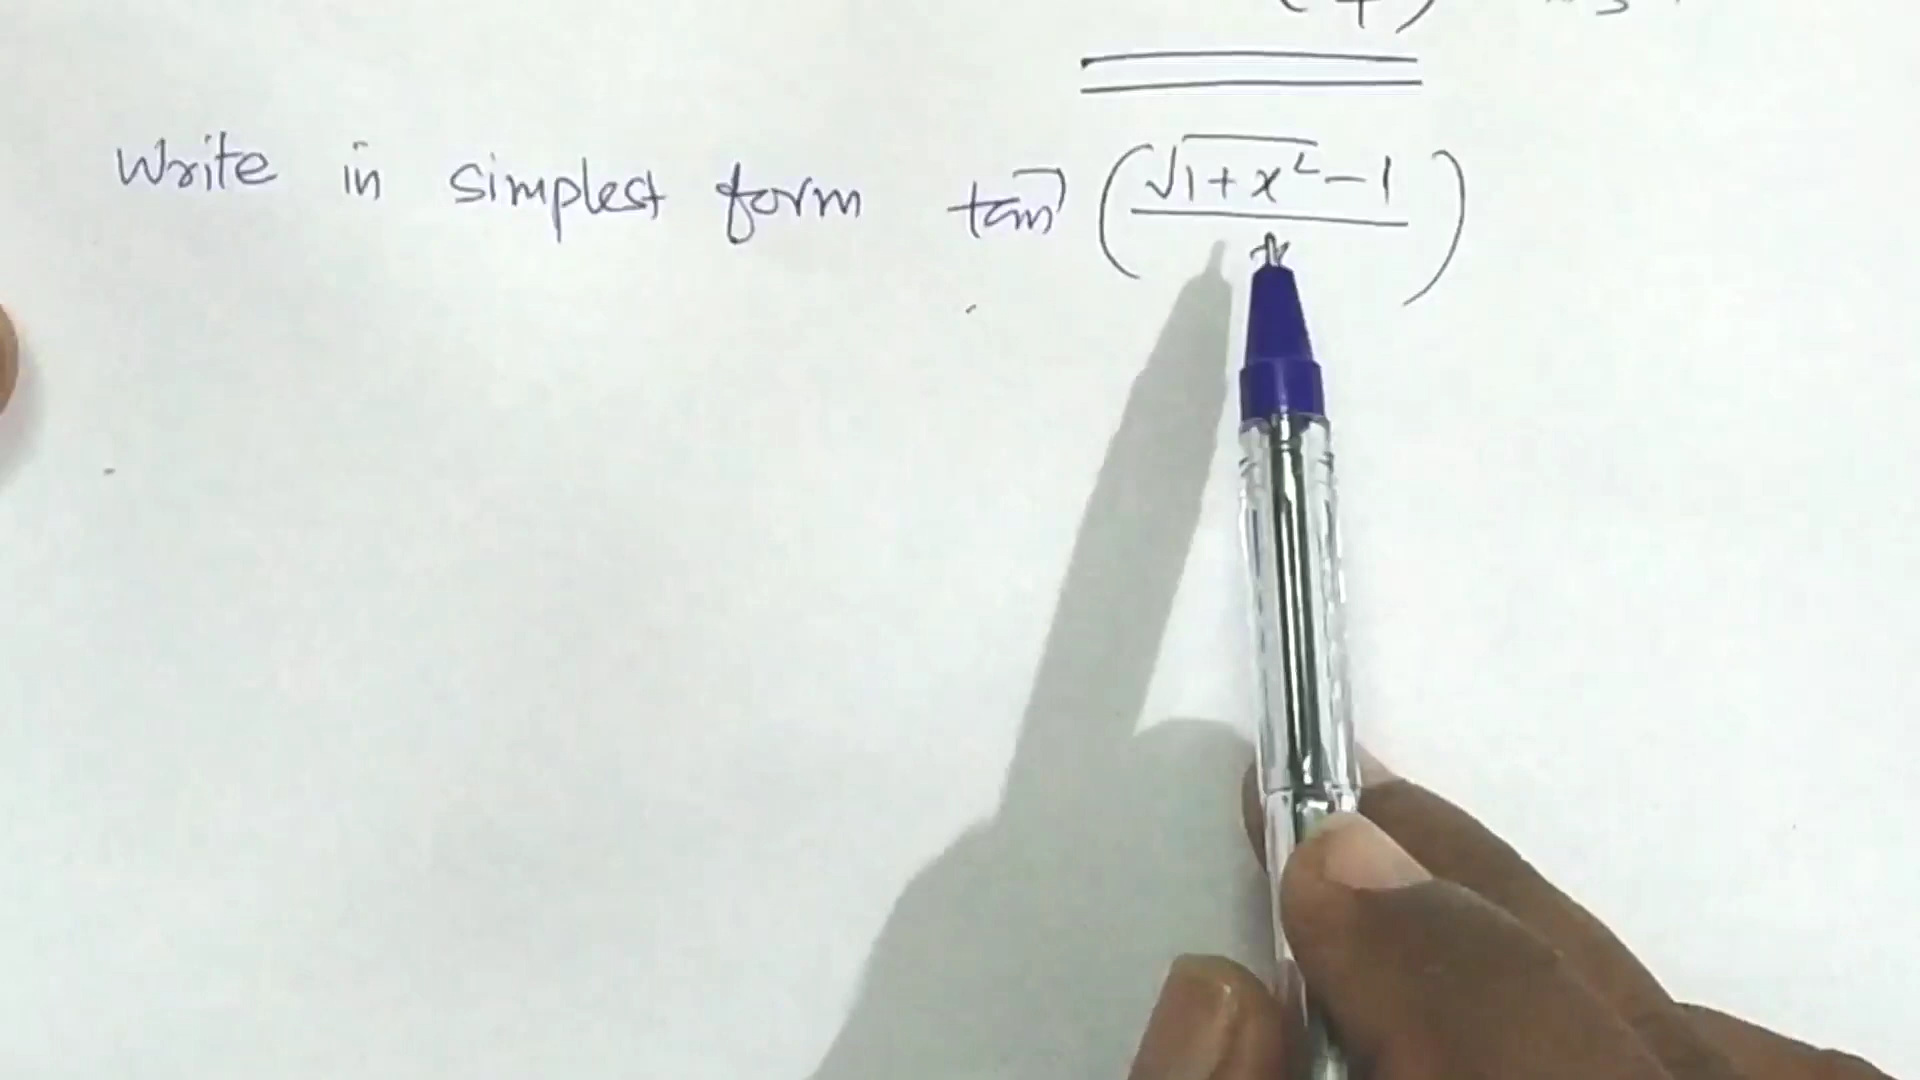 Write in simplest form tan⁻¹ (√(1+x²) - 1 / x)